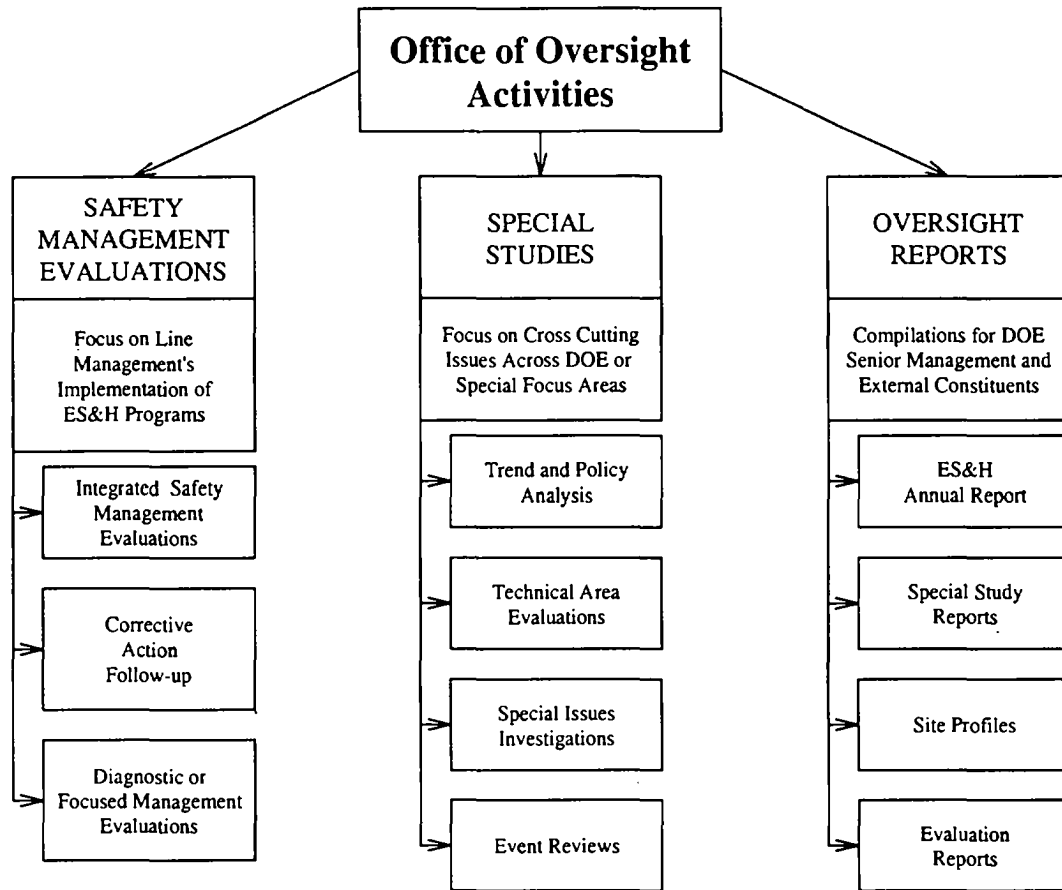 Office of Oversight
Activities
SAFETY
MANAGEMENT
EVALUATIONS
Focus on Line
Management's
Implementation of
ES&H Programs
Integrated Safety
Management
Evaluations
Corrective
Action
Follow-up
Diagnostic or
Focused Management
Evaluations
SPECIAL
STUDIES
Focus on Cross Cutting
Issues Across DOE or
Special Focus Areas
Trend and Policy
Analysis
Technical Area
Evaluations
Special Issues
Investigations
Event Reviews
OVERSIGHT
REPORTS
Compilations for DOE
Senior Management and
External Constituents
ES&H
Annual Report
Special Study
Reports
Site Profiles
Evaluation
Reports